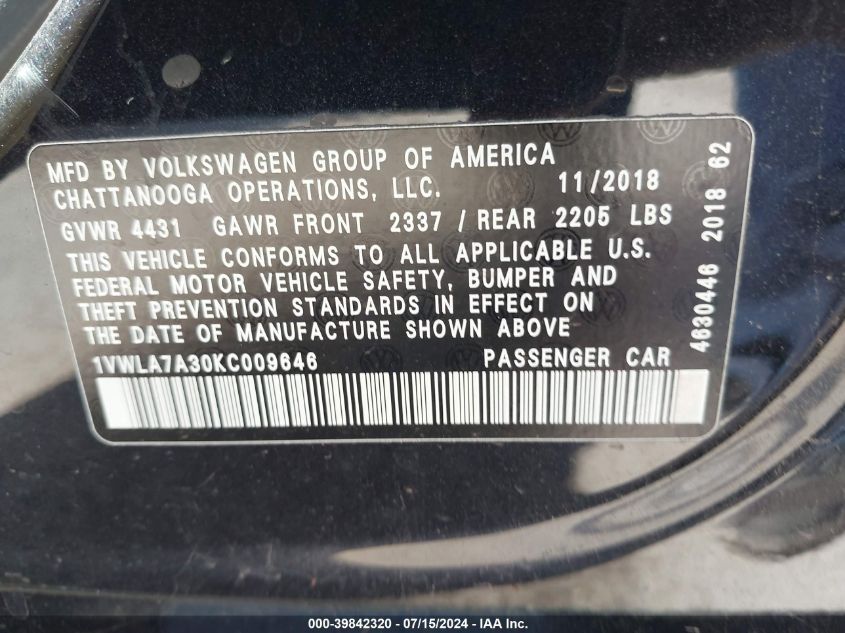 MFD BY VOLKSWAGEN GROUP OF AMERICA
CHATTANOOGA OPERATIONS, LLC. 11/2018
GVWR 4431 GAWR FRONT 2337 / REAR 2205 LBS
THIS VEHICLE CONFORMS TO ALL APPLICABLE U.S.
FEDERAL MOTOR VEHICLE SAFETY, BUMPER AND
THEFT PREVENTION STANDARDS IN EFFECT ON
THE DATE OF MANUFACTURE SHOWN ABOVE
1VWLA7A30KC009646 PASSENGER CAR
4630446 2018 62
000-39842320 - 07/15/2024 - IAA Inc.